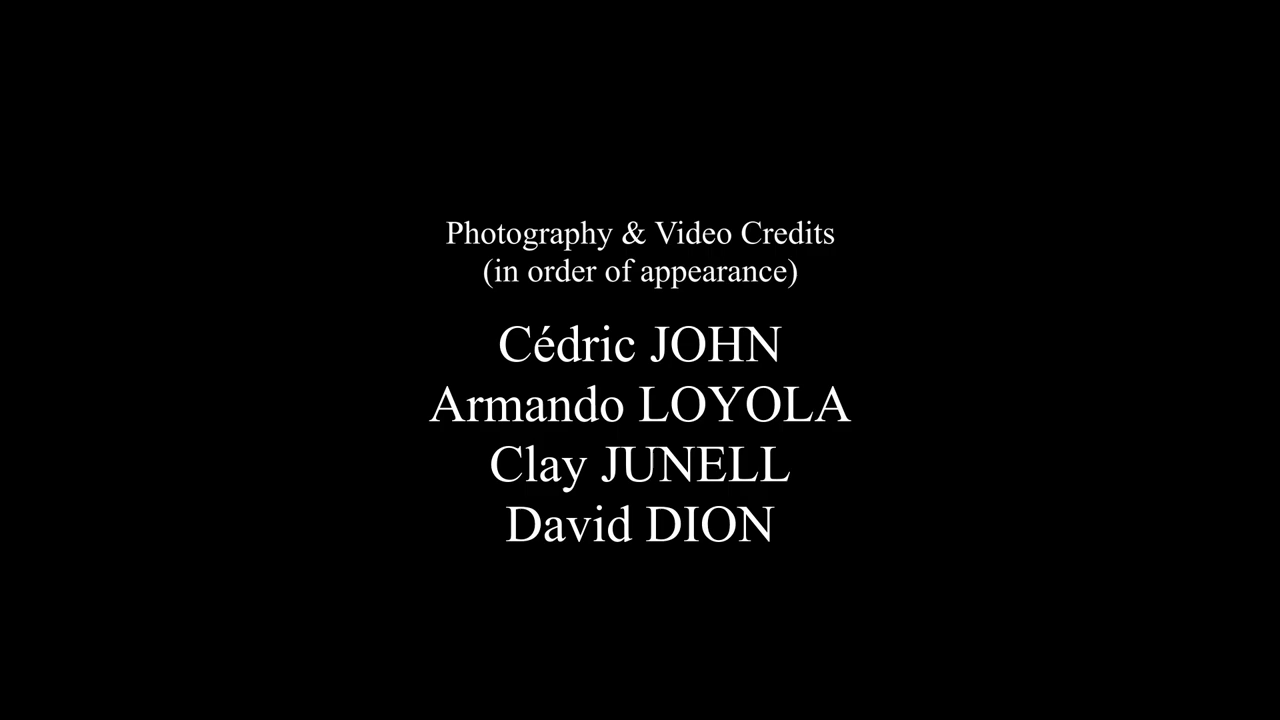 Photography & Video Credits
(in order of appearance)
Cédric JOHN
Armando LOYOLA
Clay JUNELL
David DION